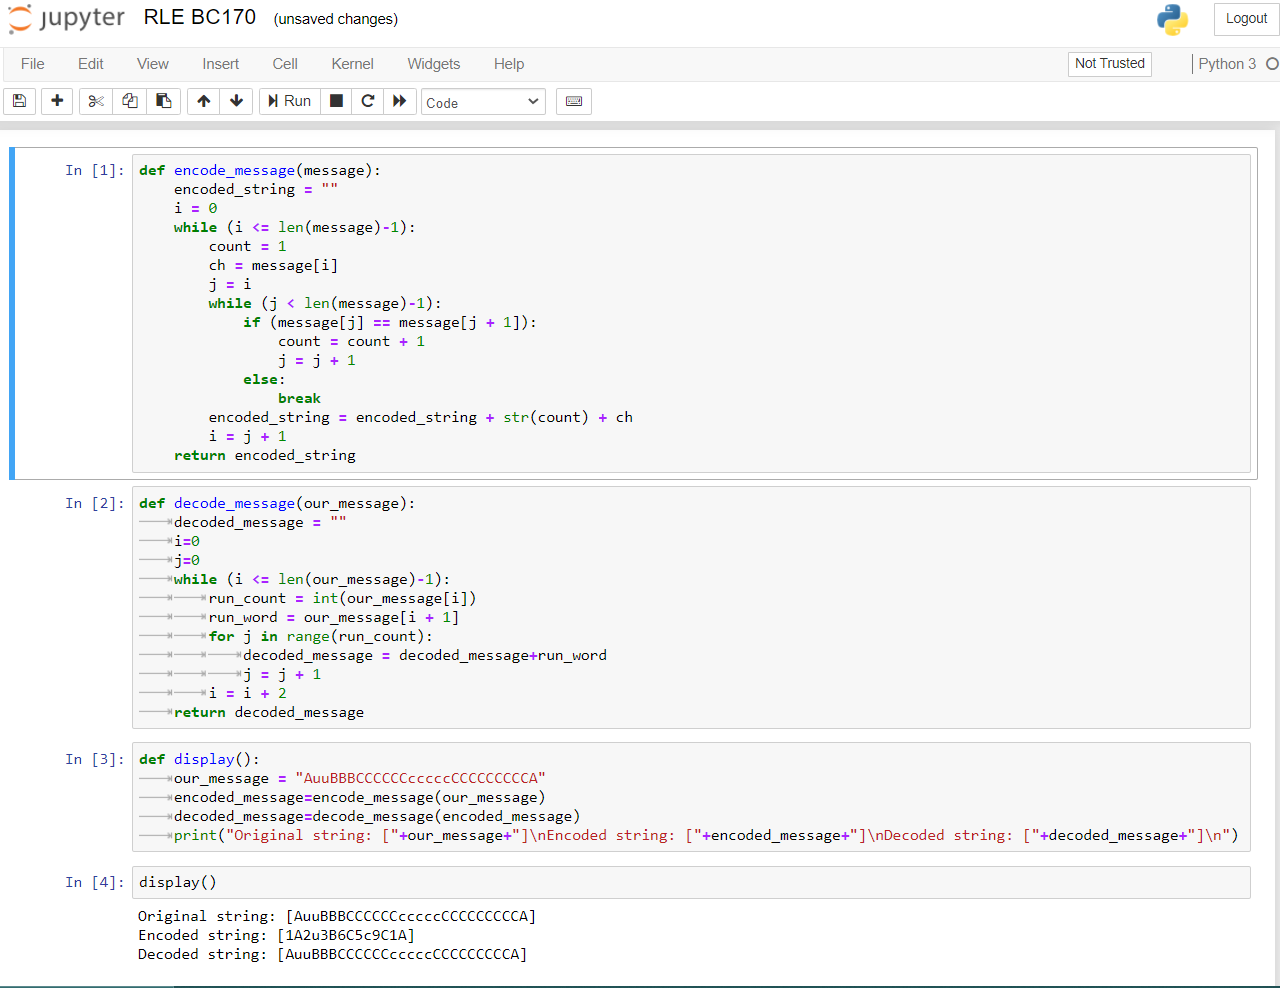 jupyter RLE BC170 (unsaved changes) Logout
File Edit View Insert Cell Kernel Widgets Help Not Trusted Python 3
Run Code
In [1]: def encode_message(message):
    encoded_string = ""
    i = 0
    while (i <= len(message)-1):
        count = 1
        ch = message[i]
        j = i
        while (j < len(message)-1):
            if (message[j] == message[j + 1]):
                count = count + 1
                j = j + 1
            else:
                break
        encoded_string = encoded_string + str(count) + ch
        i = j + 1
    return encoded_string
In [2]: def decode_message(our_message):
    decoded_message = ""
    i=0
    j=0
    while (i <= len(our_message)-1):
        run_count = int(our_message[i])
        run_word = our_message[i + 1]
        for j in range(run_count):
            decoded_message = decoded_message+run_word
            j = j + 1
        i = i + 2
    return decoded_message
In [3]: def display():
    our_message = "AuuBBBCCCCCCcccccCCCCCCCCCA"
    encoded_message=encode_message(our_message)
    decoded_message=decode_message(encoded_message)
    print("Original string: ["+our_message+"]\nEncoded string: ["+encoded_message+"]\nDecoded string: ["+decoded_message+"]\n")
In [4]: display()
Original string: [AuuBBBCCCCCCcccccCCCCCCCCCA]
Encoded string: [1A2u3B6C5c9C1A]
Decoded string: [AuuBBBCCCCCCcccccCCCCCCCCCA]